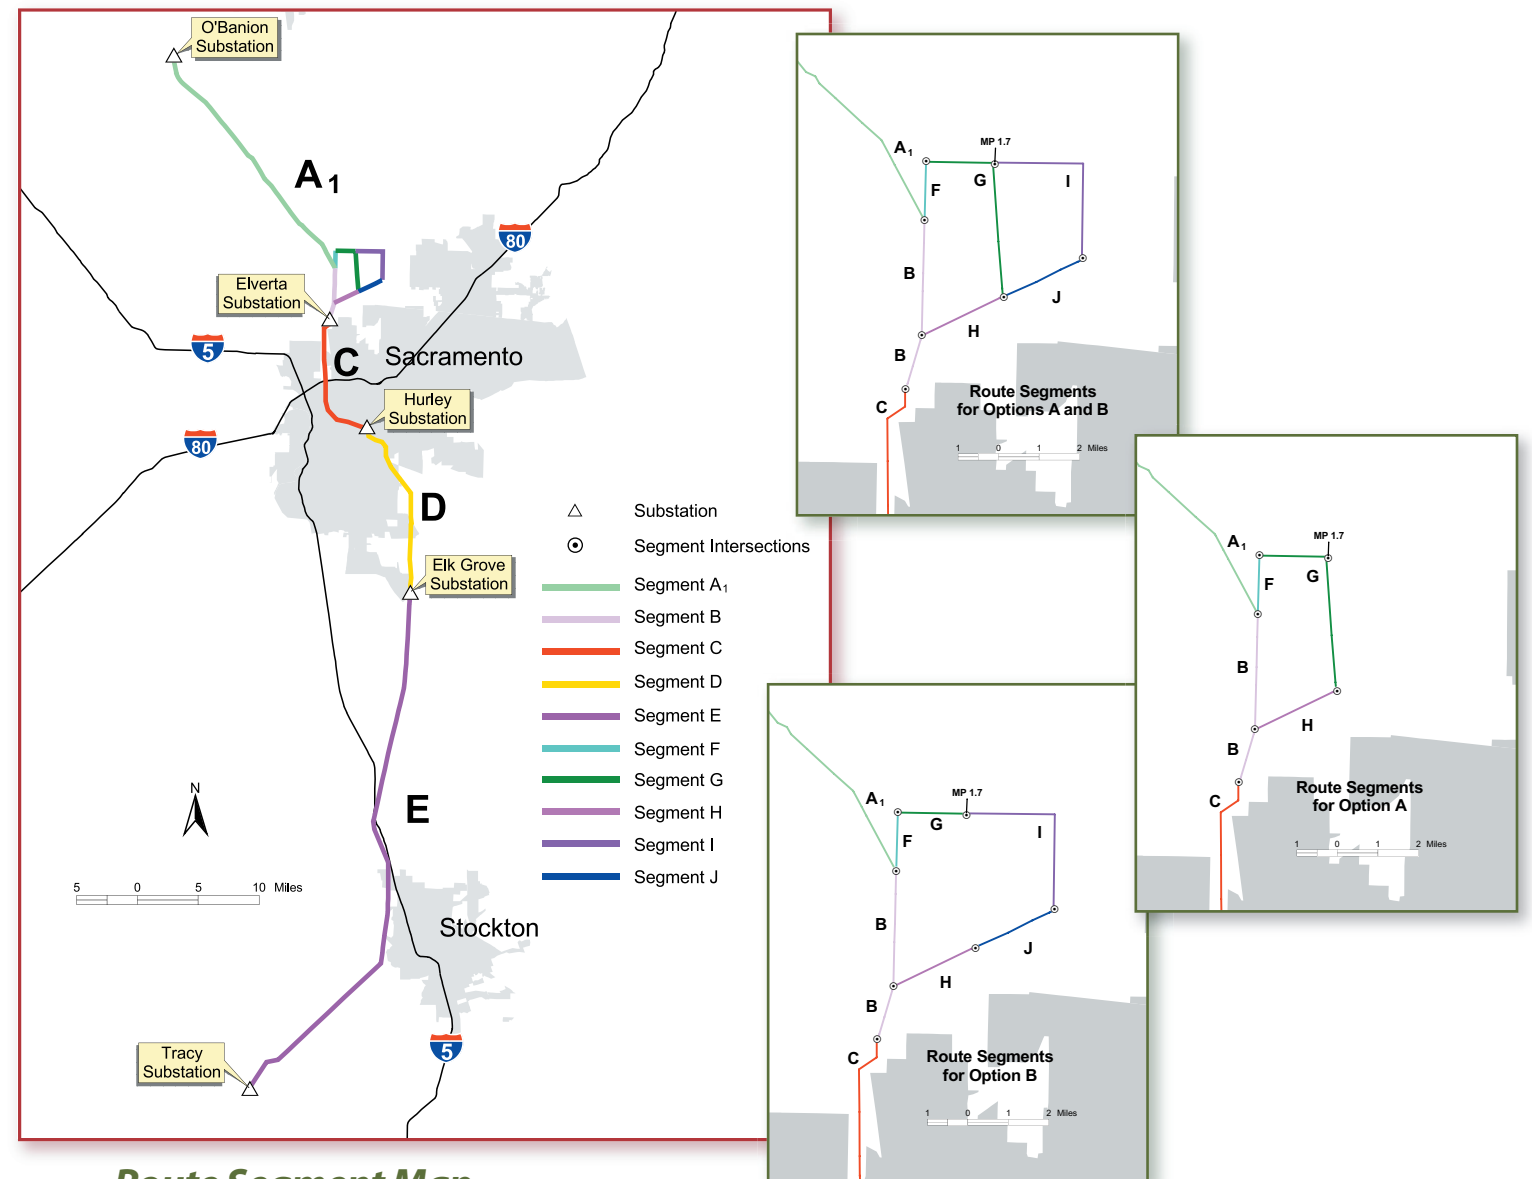 O'Banion
Substation
A1
80
Elverta
Substation
5
C
Sacramento
Hurley
Substation
80
D
Elk Grove
Substation
E
N
5 0 5 10 Miles
Stockton
5
Tracy
Substation
Substation
Segment Intersections
Segment A1
Segment B
Segment C
Segment D
Segment E
Segment F
Segment G
Segment H
Segment I
Segment J
MP 1.7
A1
F
G
I
B
J
H
B
C
Route Segments
for Options A and B
1 0 1 2 Miles
MP 1.7
A1
F
G
B
H
B
C
Route Segments
for Option A
1 0 1 2 Miles
MP 1.7
A1
G
F
I
B
J
H
B
C
Route Segments
for Option B
1 0 1 2 Miles
Route Segment Map